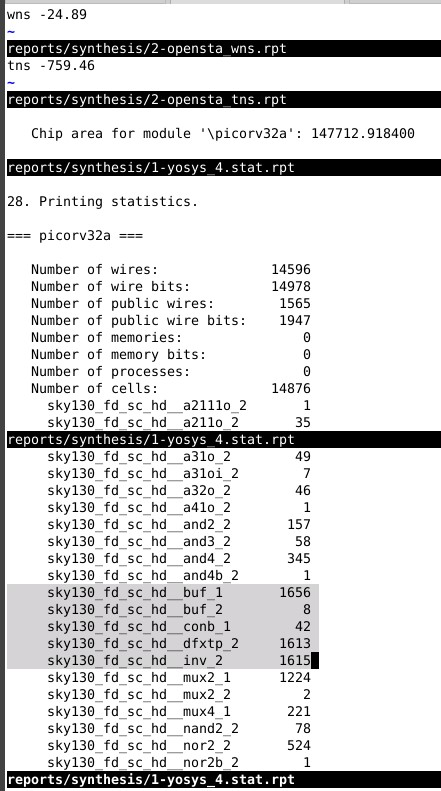 wns -24.89
~
reports/synthesis/2-opensta_wns.rpt
tns -759.46
~
reports/synthesis/2-opensta_tns.rpt
Chip area for module '\picorv32a': 147712.918400
reports/synthesis/1-yosys_4.stat.rpt
28. Printing statistics.
=== picorv32a ===
Number of wires: 14596
Number of wire bits: 14978
Number of public wires: 1565
Number of public wire bits: 1947
Number of memories: 0
Number of memory bits: 0
Number of processes: 0
Number of cells: 14876
sky130_fd_sc_hd__a2111o_2 1
sky130_fd_sc_hd__a211o_2 35
reports/synthesis/1-yosys_4.stat.rpt
sky130_fd_sc_hd__a31o_2 49
sky130_fd_sc_hd__a31oi_2 7
sky130_fd_sc_hd__a32o_2 46
sky130_fd_sc_hd__a41o_2 1
sky130_fd_sc_hd__and2_2 157
sky130_fd_sc_hd__and3_2 58
sky130_fd_sc_hd__and4_2 345
sky130_fd_sc_hd__and4b_2 1
sky130_fd_sc_hd__buf_1 1656
sky130_fd_sc_hd__buf_2 8
sky130_fd_sc_hd__conb_1 42
sky130_fd_sc_hd__dfxtp_2 1613
sky130_fd_sc_hd__inv_2 1615
sky130_fd_sc_hd__mux2_1 1224
sky130_fd_sc_hd__mux2_2 2
sky130_fd_sc_hd__mux4_1 221
sky130_fd_sc_hd__nand2_2 78
sky130_fd_sc_hd__nor2_2 524
sky130_fd_sc_hd__nor2b_2 1
reports/synthesis/1-yosys_4.stat.rpt